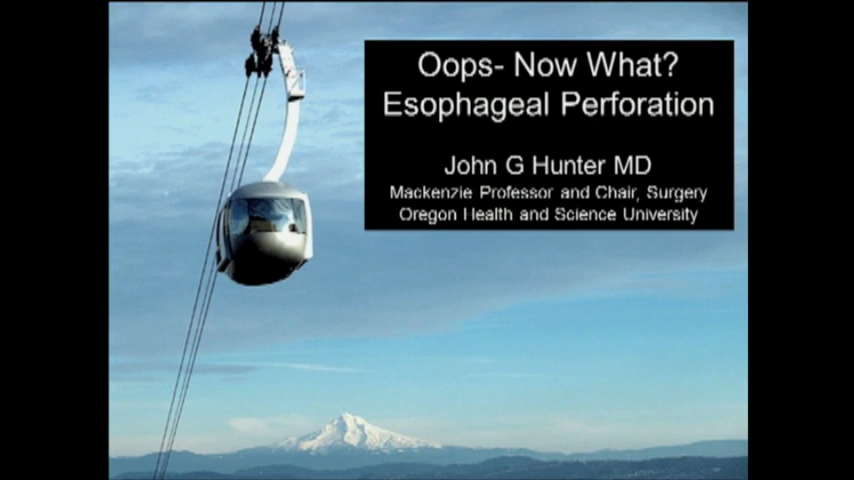 Oops- Now What?
Esophageal Perforation
John G Hunter MD
Mackenzie Professor and Chair, Surgery
Oregon Health and Science University